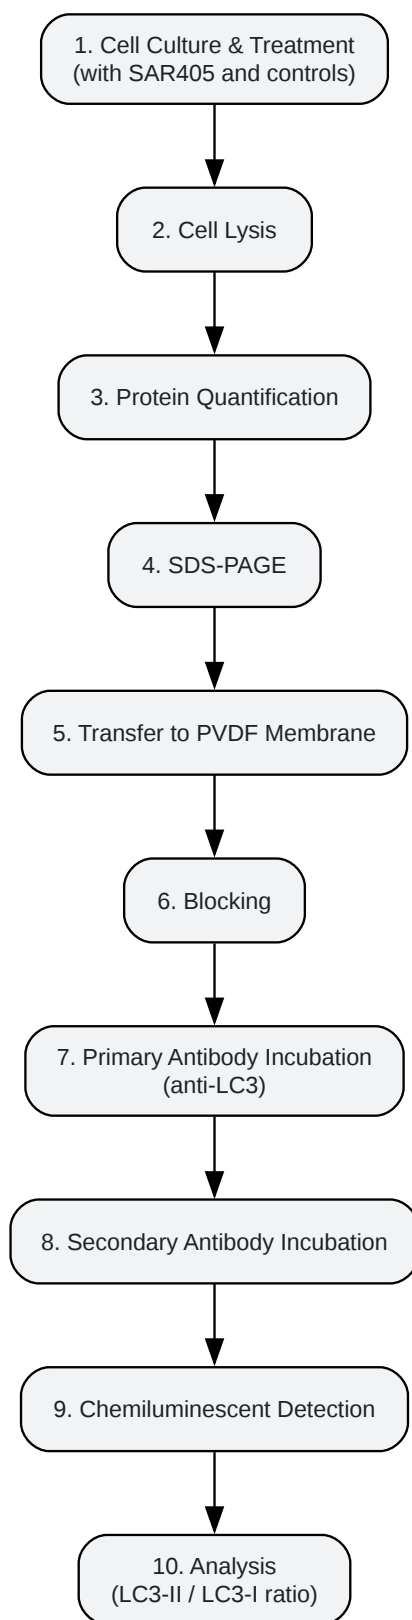 1. Cell Culture & Treatment
(with SAR405 and controls)
2. Cell Lysis
3. Protein Quantification
4. SDS-PAGE
5. Transfer to PVDF Membrane
6. Blocking
7. Primary Antibody Incubation
(anti-LC3)
8. Secondary Antibody Incubation
9. Chemiluminescent Detection
10. Analysis
(LC3-II / LC3-I ratio)